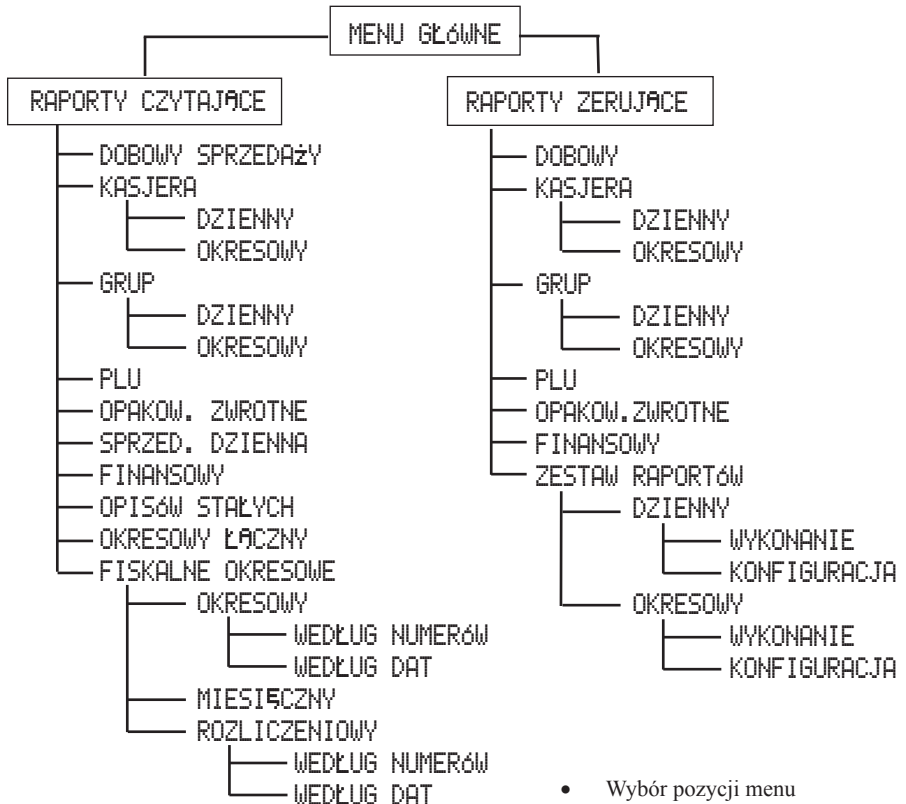 MENU GŁÓWNE
RAPORTY CZYTAJĄCE
DOBOWY SPRZEDAŻY
KASJERA
DZIENNY
OKRESOWY
GRUP
DZIENNY
OKRESOWY
PLU
OPAKOW. ZWROTNE
SPRZED. DZIENNA
FINANSOWY
OPISÓW STAŁYCH
OKRESOWY ŁĄCZNY
FISKALNE OKRESOWE
OKRESOWY
WEDŁUG NUMERÓW
WEDŁUG DAT
MIESIĘCZNY
ROZLICZENIOWY
WEDŁUG NUMERÓW
WEDŁUG DAT
RAPORTY ZERUJĄCE
DOBOWY
KASJERA
DZIENNY
OKRESOWY
GRUP
DZIENNY
OKRESOWY
PLU
OPAKOW.ZWROTNE
FINANSOWY
ZESTAW RAPORTÓW
DZIENNY
WYKONANIE
KONFIGURACJA
OKRESOWY
WYKONANIE
KONFIGURACJA
• Wybór pozycji menu